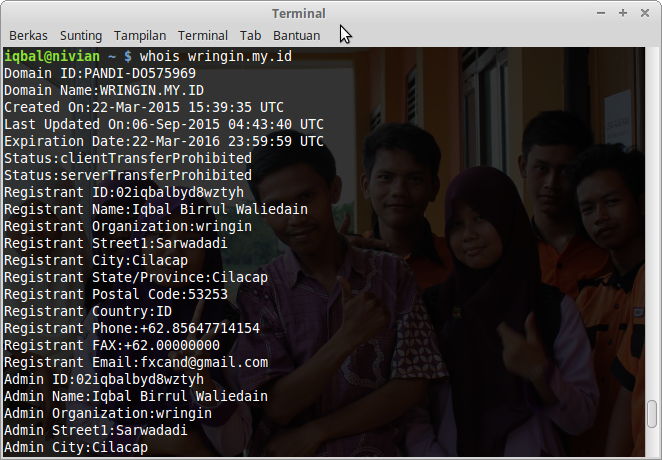 Terminal
Berkas Sunting Tampilan Terminal Tab Bantuan
iqbal@nivian ~ $ whois wringin.my.id
Domain ID:PANDI-DO575969
Domain Name:WRINGIN.MY.ID
Created On:22-Mar-2015 15:39:35 UTC
Last Updated On:06-Sep-2015 04:43:40 UTC
Expiration Date:22-Mar-2016 23:59:59 UTC
Status:clientTransferProhibited
Status:serverTransferProhibited
Registrant ID:02iqbalbyd8wztyh
Registrant Name:Iqbal Birrul Waliedain
Registrant Organization:wringin
Registrant Street1:Sarwadadi
Registrant City:Cilacap
Registrant State/Province:Cilacap
Registrant Postal Code:53253
Registrant Country:ID
Registrant Phone:+62.85647714154
Registrant FAX:+62.00000000
Registrant Email:fxcand@gmail.com
Admin ID:02iqbalbyd8wztyh
Admin Name:Iqbal Birrul Waliedain
Admin Organization:wringin
Admin Street1:Sarwadadi
Admin City:Cilacap